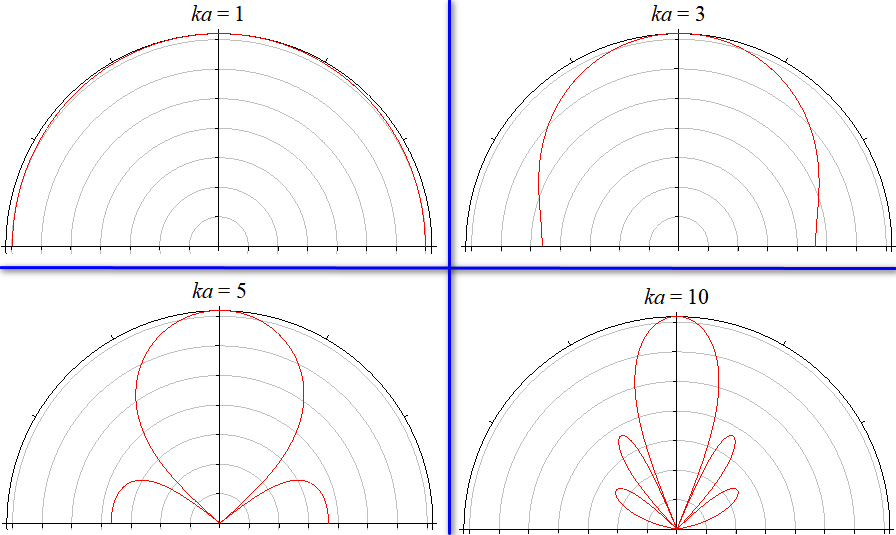 ka = 1
ka = 3
ka = 5
ka = 10